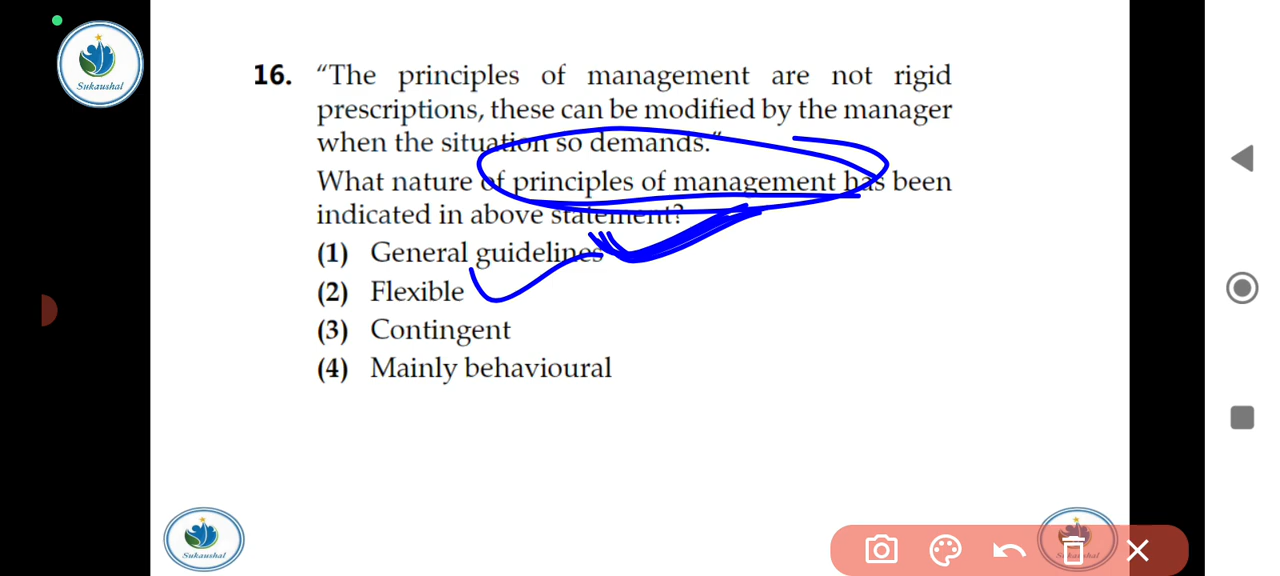 Sukaushal
16. “The principles of management are not rigid
prescriptions, these can be modified by the manager
when the situation so demands.”
What nature of principles of management has been
indicated in above statement?
(1) General guidelines
(2) Flexible
(3) Contingent
(4) Mainly behavioural
Sukaushal
Sukaushal